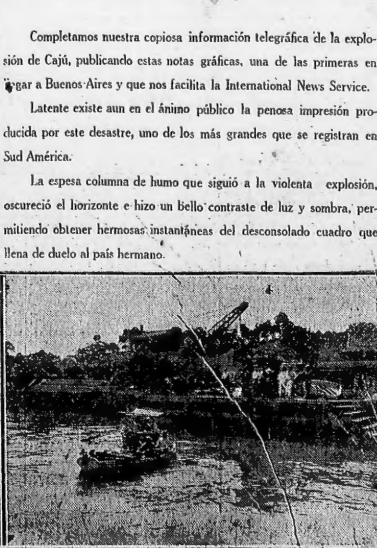 Completamos nuestra copiosa información telegráfica de la explo-
sión de Cajú, publicando estas notas gráficas, una de las primeras en
llegar a Buenos Aires y que nos facilita la International News Service.
Latente existe aun en el ánimo público la penosa impresión pro-
ducida por este desastre, uno de los más grandes que se registran en
Sud América.
La espesa columna de humo que siguió a la violenta explosión,
oscureció el horizonte e hizo un bello contraste de luz y sombra, per-
mitiendo obtener hermosas instantáneas del desconsolado cuadro que
llena de duelo al país hermano.